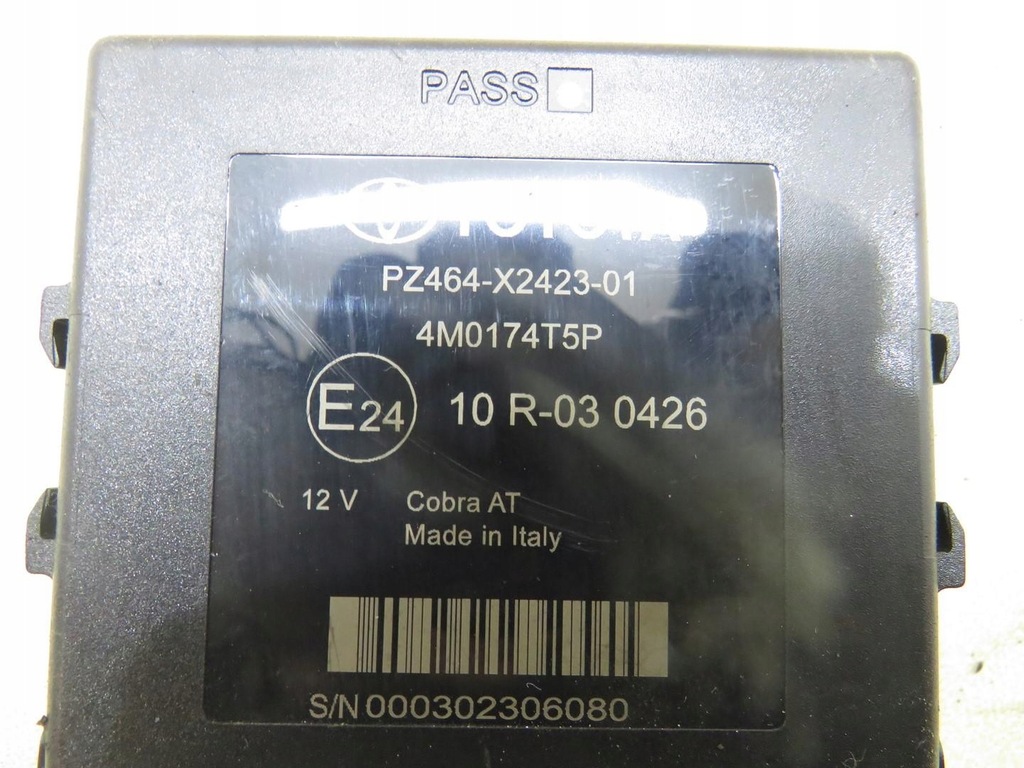 PASS
TOYOTA
PZ464-X2423-01
4M0174T5P
E24 10 R-03 0426
12 V Cobra AT
Made in Italy
S/N 000302306080